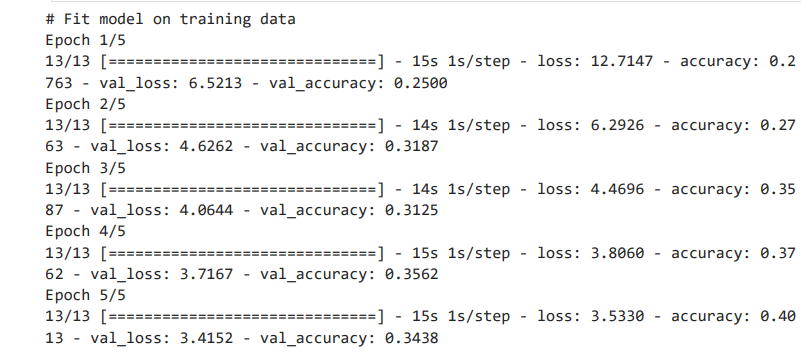 # Fit model on training data
Epoch 1/5
13/13 [==============================] - 15s 1s/step - loss: 12.7147 - accuracy: 0.2
763 - val_loss: 6.5213 - val_accuracy: 0.2500
Epoch 2/5
13/13 [==============================] - 14s 1s/step - loss: 6.2926 - accuracy: 0.27
63 - val_loss: 4.6262 - val_accuracy: 0.3187
Epoch 3/5
13/13 [==============================] - 14s 1s/step - loss: 4.4696 - accuracy: 0.35
87 - val_loss: 4.0644 - val_accuracy: 0.3125
Epoch 4/5
13/13 [==============================] - 15s 1s/step - loss: 3.8060 - accuracy: 0.37
62 - val_loss: 3.7167 - val_accuracy: 0.3562
Epoch 5/5
13/13 [==============================] - 15s 1s/step - loss: 3.5330 - accuracy: 0.40
13 - val_loss: 3.4152 - val_accuracy: 0.3438